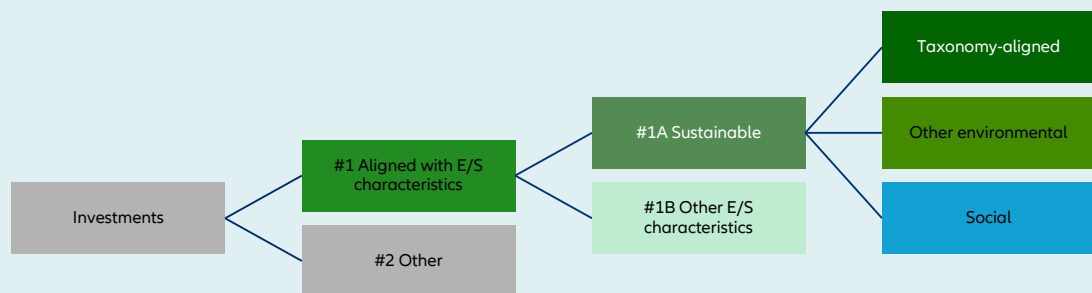 Investments
#1 Aligned with E/S
characteristics
#2 Other
#1A Sustainable
#1B Other E/S
characteristics
Taxonomy-aligned
Other environmental
Social